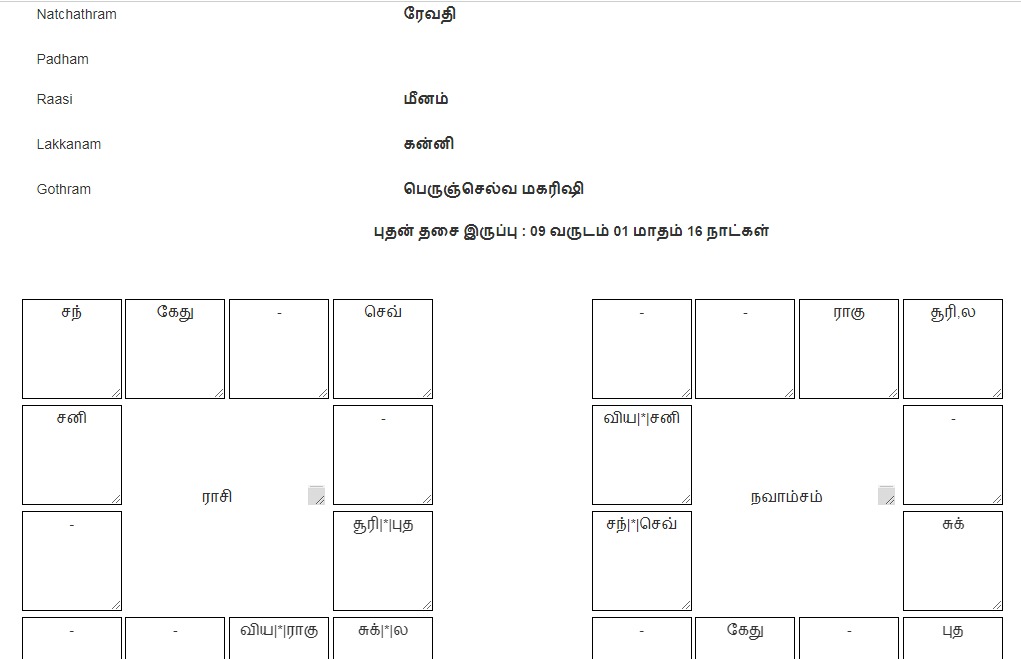 Natchathram ரேவதி
Padham
Raasi மீனம்
Lakkanam கன்னி
Gothram பெருஞ்செல்வ மகரிஷி
புதன் தசை இருப்பு : 09 வருடம் 01 மாதம் 16 நாட்கள்
சந் கேது - செவ் - - ராகு சூரி,ல
சனி - விய|*|சனி -
ராசி நவாம்சம்
- சூரி|*|புத சந்|*|செவ் சுக்
- - விய|*|ராகு சுக்|*|ல - கேது - புத